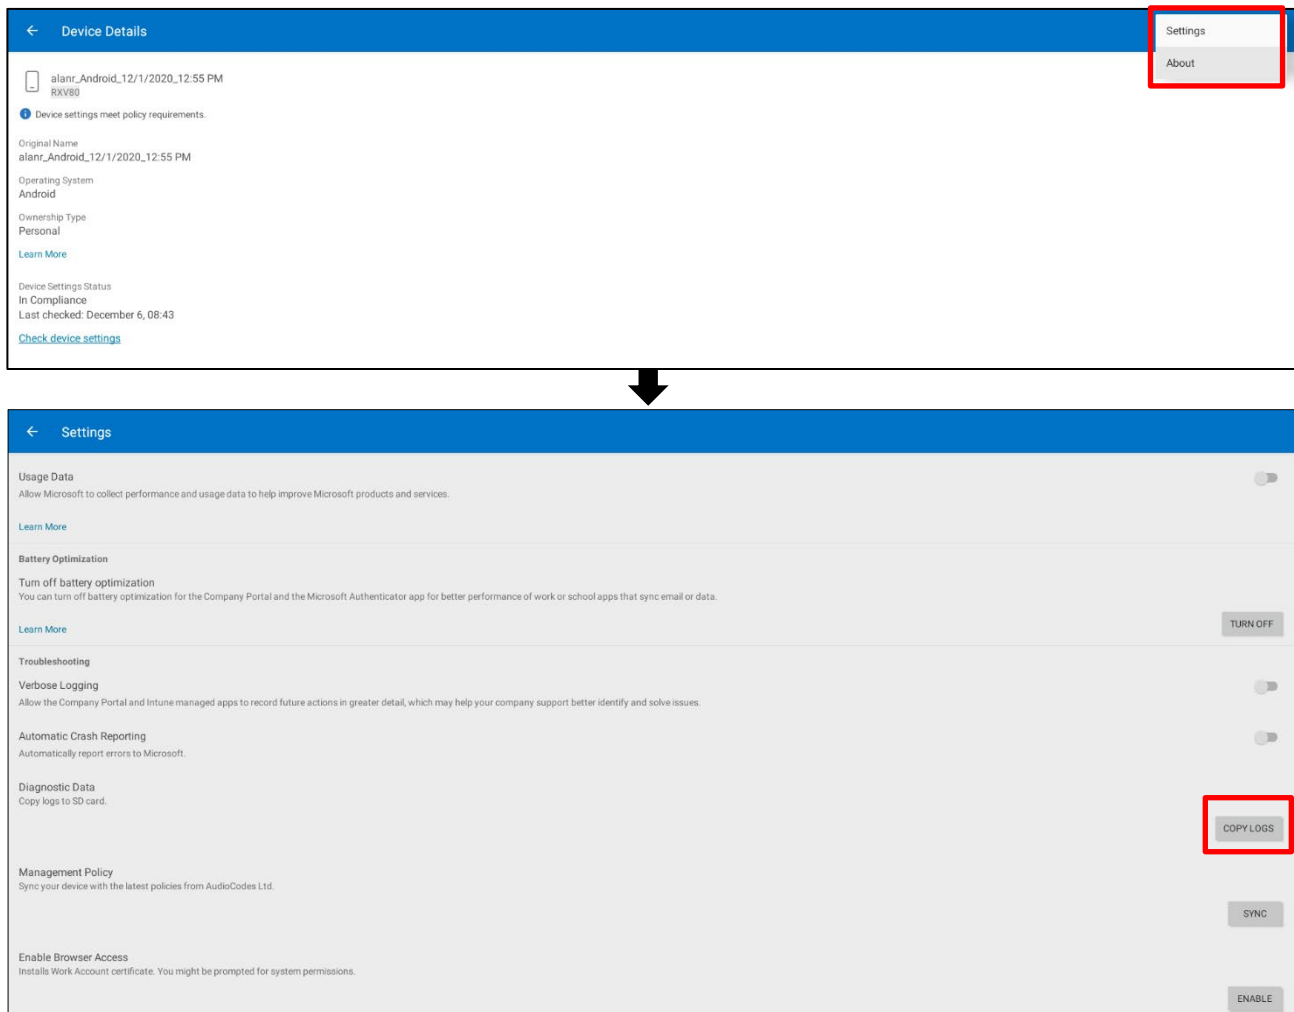 Device Details
Settings
About
alanr_Android_12/1/2020_12:55 PM
RXV80
Device settings meet policy requirements.
Original Name
alanr_Android_12/1/2020_12:55 PM
Operating System
Android
Ownership Type
Personal
Learn More
Device Settings Status
In Compliance
Last checked: December 6, 08:43
Check device settings
Settings
Usage Data
Allow Microsoft to collect performance and usage data to help improve Microsoft products and services.
Learn More
Battery Optimization
Turn off battery optimization
You can turn off battery optimization for the Company Portal and the Microsoft Authenticator app for better performance of work or school apps that sync email or data.
Learn More
TURN OFF
Troubleshooting
Verbose Logging
Allow the Company Portal and Intune managed apps to record future actions in greater detail, which may help your company support better identify and solve issues.
Automatic Crash Reporting
Automatically report errors to Microsoft.
Diagnostic Data
Copy logs to SD card.
COPY LOGS
Management Policy
Sync your device with the latest policies from AudioCodes Ltd.
SYNC
Enable Browser Access
Installs Work Account certificate. You might be prompted for system permissions.
ENABLE